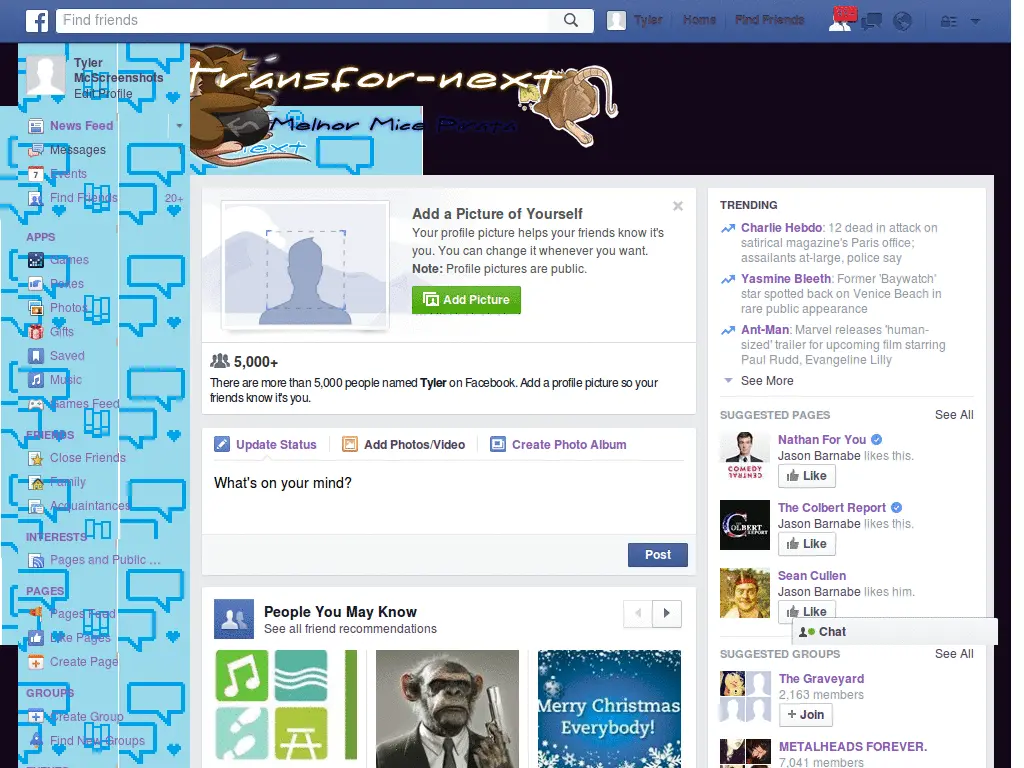 Find friends
Tyler
Home
Find Friends
Tyler
McScreenshots
Edit Profile
News Feed
Messages
Events
Find Friends
20+
APPS
Games
Pokes
Photos
Gifts
Saved
Music
Games Feed
FRIENDS
Close Friends
Family
Acquaintances
INTERESTS
Pages and Public ...
PAGES
Pages Feed
Like Pages
Create Page
GROUPS
Create Group
Find New Groups
Transfor-next
Melhor Mice Pirata
next
Add a Picture of Yourself
Your profile picture helps your friends know it's
you. You can change it whenever you want.
Note: Profile pictures are public.
Add Picture
5,000+
There are more than 5,000 people named Tyler on Facebook. Add a profile picture so your
friends know it's you.
Update Status
Add Photos/Video
Create Photo Album
What's on your mind?
Post
People You May Know
See all friend recommendations
Merry Christmas
Everybody!
TRENDING
Charlie Hebdo: 12 dead in attack on
satirical magazine's Paris office;
assailants at-large, police say
Yasmine Bleeth: Former 'Baywatch'
star spotted back on Venice Beach in
rare public appearance
Ant-Man: Marvel releases 'human-
sized' trailer for upcoming film starring
Paul Rudd, Evangeline Lilly
See More
SUGGESTED PAGES
See All
COMEDY
CENTRAL
Nathan For You
Jason Barnabe likes this.
Like
THE COLBERT
REPORT
The Colbert Report
Jason Barnabe likes this.
Like
Sean Cullen
Jason Barnabe likes him.
Like
Chat
SUGGESTED GROUPS
See All
The Graveyard
2,163 members
+ Join
METALHEADS FOREVER.
7,041 members